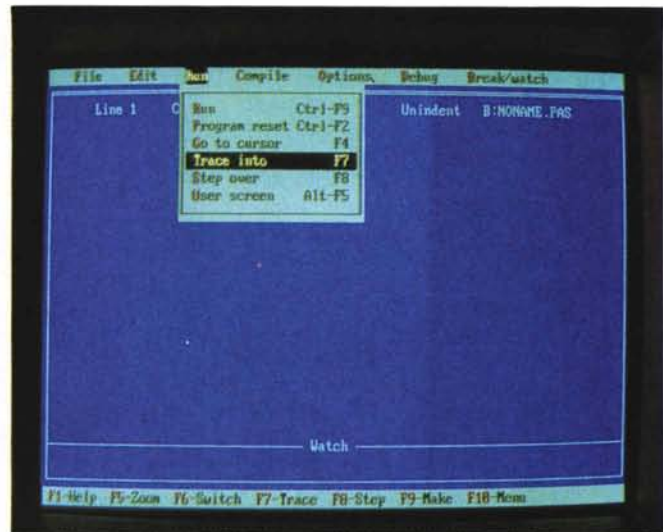 File Edit Run Compile Options Debug Break/watch
Line 1 C Unindent B:NONAME.PAS
Run Ctrl-F9
Program reset Ctrl-F2
Go to cursor F4
Trace into F7
Step over F8
User screen Alt-F5
Watch
F1-Help F5-Zoom F6-Switch F7-Trace F8-Step F9-Make F10-Menu